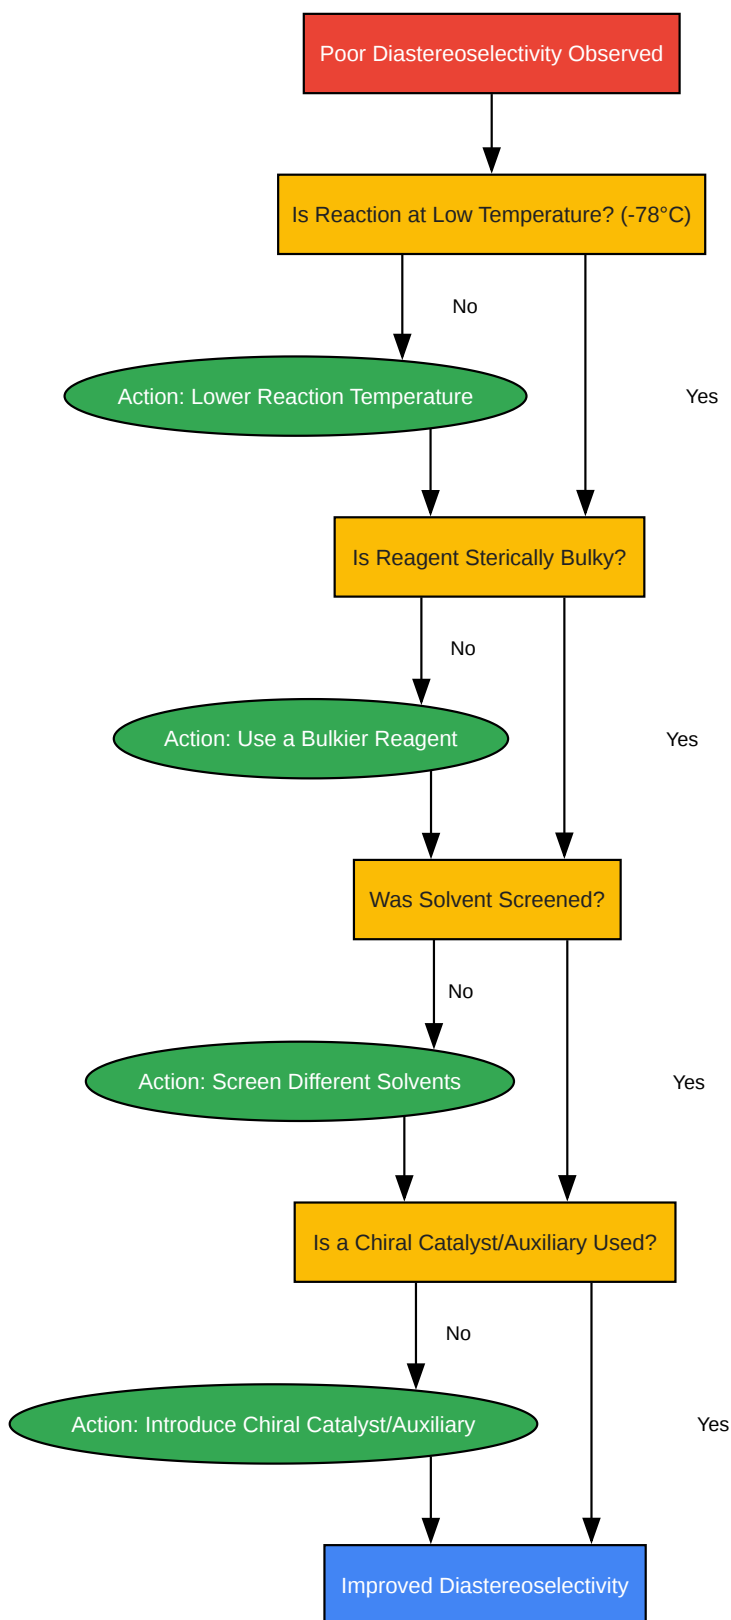 Poor Diastereoselectivity Observed
Is Reaction at Low Temperature? (-78°C)
No
Action: Lower Reaction Temperature
Yes
Is Reagent Sterically Bulky?
No
Action: Use a Bulkier Reagent
Yes
Was Solvent Screened?
No
Action: Screen Different Solvents
Yes
Is a Chiral Catalyst/Auxiliary Used?
No
Action: Introduce Chiral Catalyst/Auxiliary
Yes
Improved Diastereoselectivity